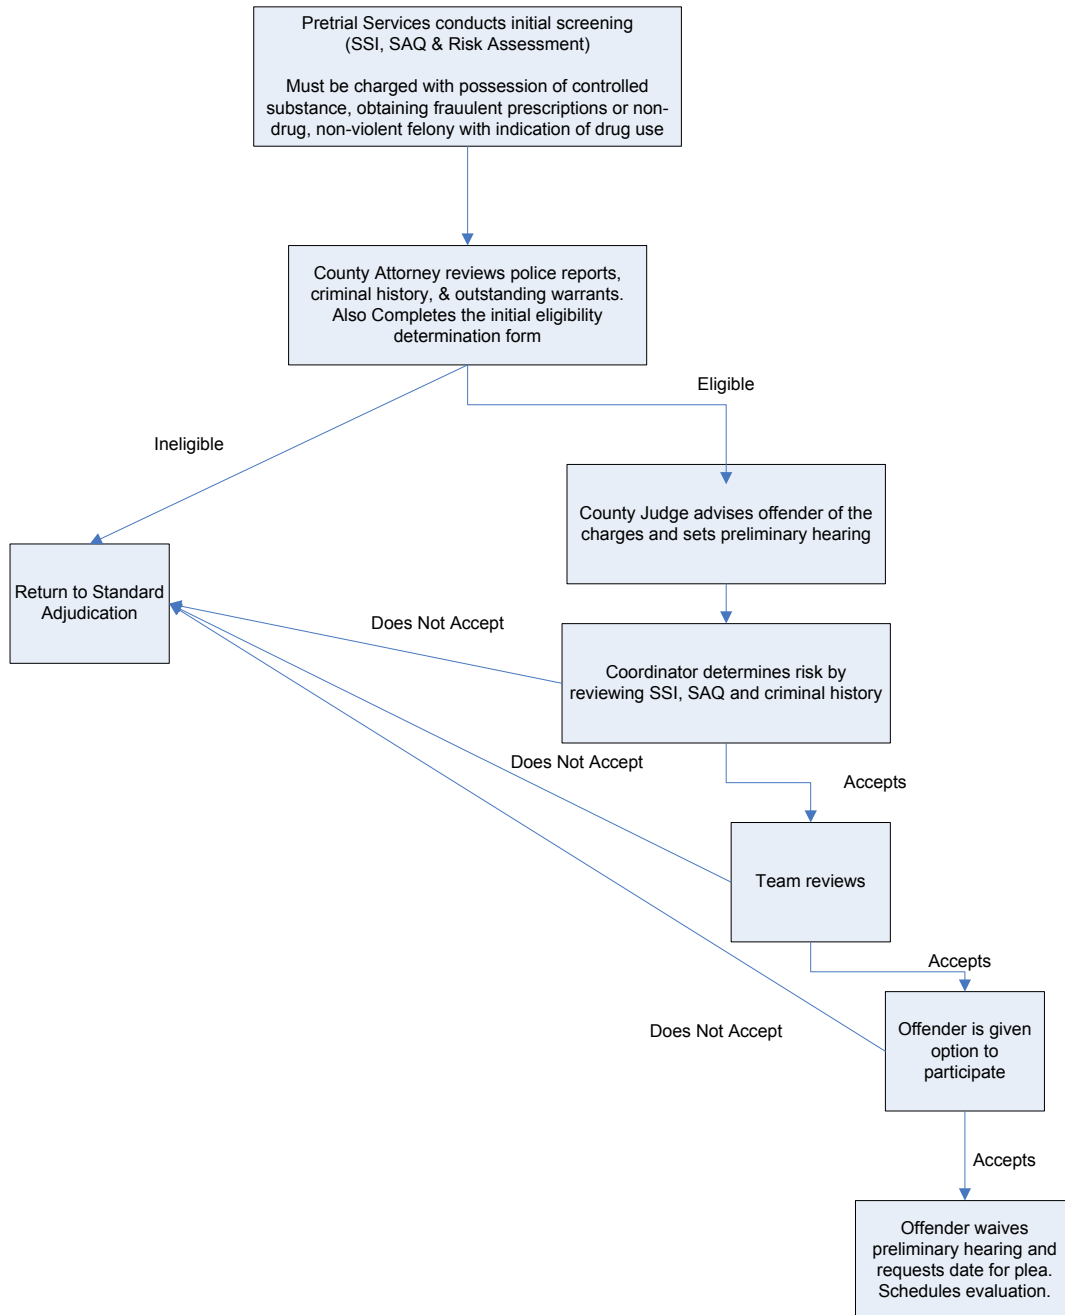 Pretrial Services conducts initial screening
(SSI, SAQ & Risk Assessment)
Must be charged with possession of controlled
substance, obtaining frauulent prescriptions or non-
drug, non-violent felony with indication of drug use
County Attorney reviews police reports,
criminal history, & outstanding warrants.
Also Completes the initial eligibility
determination form
Eligible
Ineligible
County Judge advises offender of the
charges and sets preliminary hearing
Return to Standard
Adjudication
Does Not Accept
Coordinator determines risk by
reviewing SSI, SAQ and criminal history
Does Not Accept
Accepts
Team reviews
Accepts
Does Not Accept
Offender is given
option to
participate
Accepts
Offender waives
preliminary hearing and
requests date for plea.
Schedules evaluation.